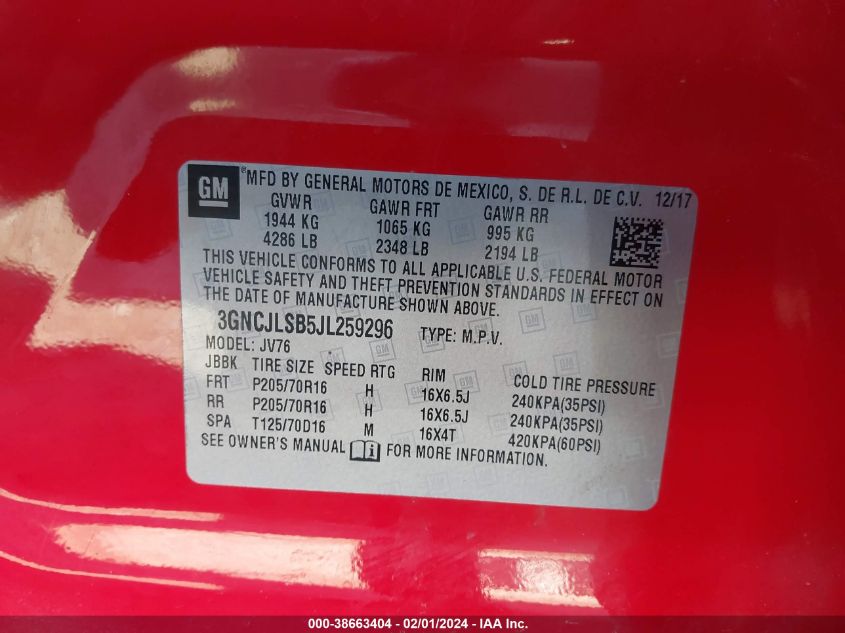 GM
® MFD BY GENERAL MOTORS DE MEXICO, S. DE R.L. DE C.V. 12/17
GVWR GAWR FRT GAWR RR
1944 KG 1065 KG 995 KG
4286 LB 2348 LB 2194 LB
THIS VEHICLE CONFORMS TO ALL APPLICABLE U.S. FEDERAL MOTOR
VEHICLE SAFETY AND THEFT PREVENTION STANDARDS IN EFFECT ON
THE DATE OF MANUFACTURE SHOWN ABOVE.
3GNCJLSB5JL259296 TYPE: M.P.V.
MODEL: JV76
JBBK TIRE SIZE SPEED RTG RIM COLD TIRE PRESSURE
FRT P205/70R16 H 16X6.5J 240KPA(35PSI)
RR P205/70R16 H 16X6.5J 240KPA(35PSI)
SPA T125/70D16 M 16X4T 420KPA(60PSI)
SEE OWNER'S MANUAL i FOR MORE INFORMATION.
000-38663404 - 02/01/2024 - IAA Inc.